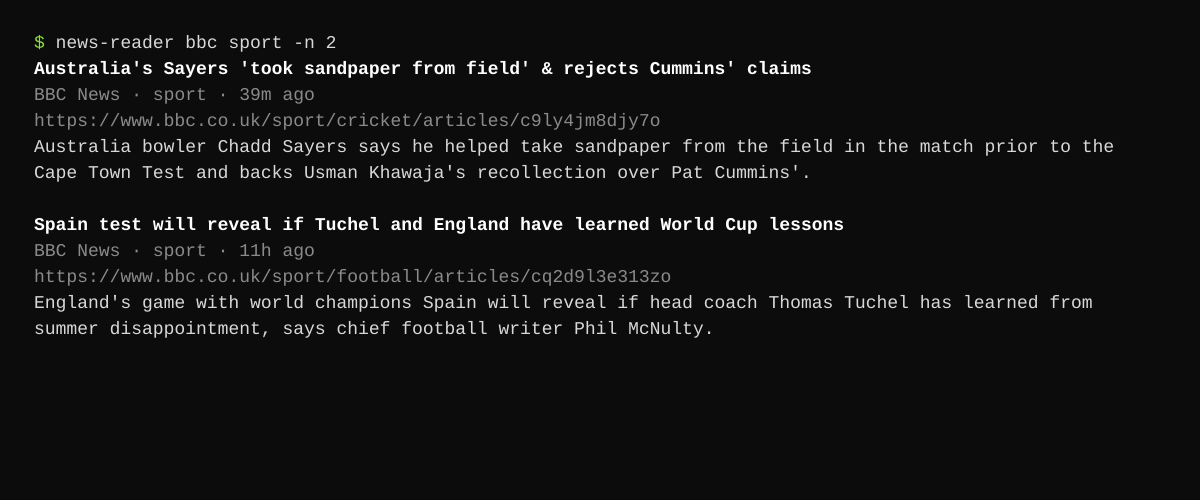 $ news-reader bbc sport -n 2
Australia's Sayers 'took sandpaper from field' & rejects Cummins' claims
BBC News · sport · 39m ago
https://www.bbc.co.uk/sport/cricket/articles/c9ly4jm8djy7o
Australia bowler Chadd Sayers says he helped take sandpaper from the field in the match prior to the
Cape Town Test and backs Usman Khawaja's recollection over Pat Cummins'.
Spain test will reveal if Tuchel and England have learned World Cup lessons
BBC News · sport · 11h ago
https://www.bbc.co.uk/sport/football/articles/cq2d9l3e313zo
England's game with world champions Spain will reveal if head coach Thomas Tuchel has learned from
summer disappointment, says chief football writer Phil McNulty.